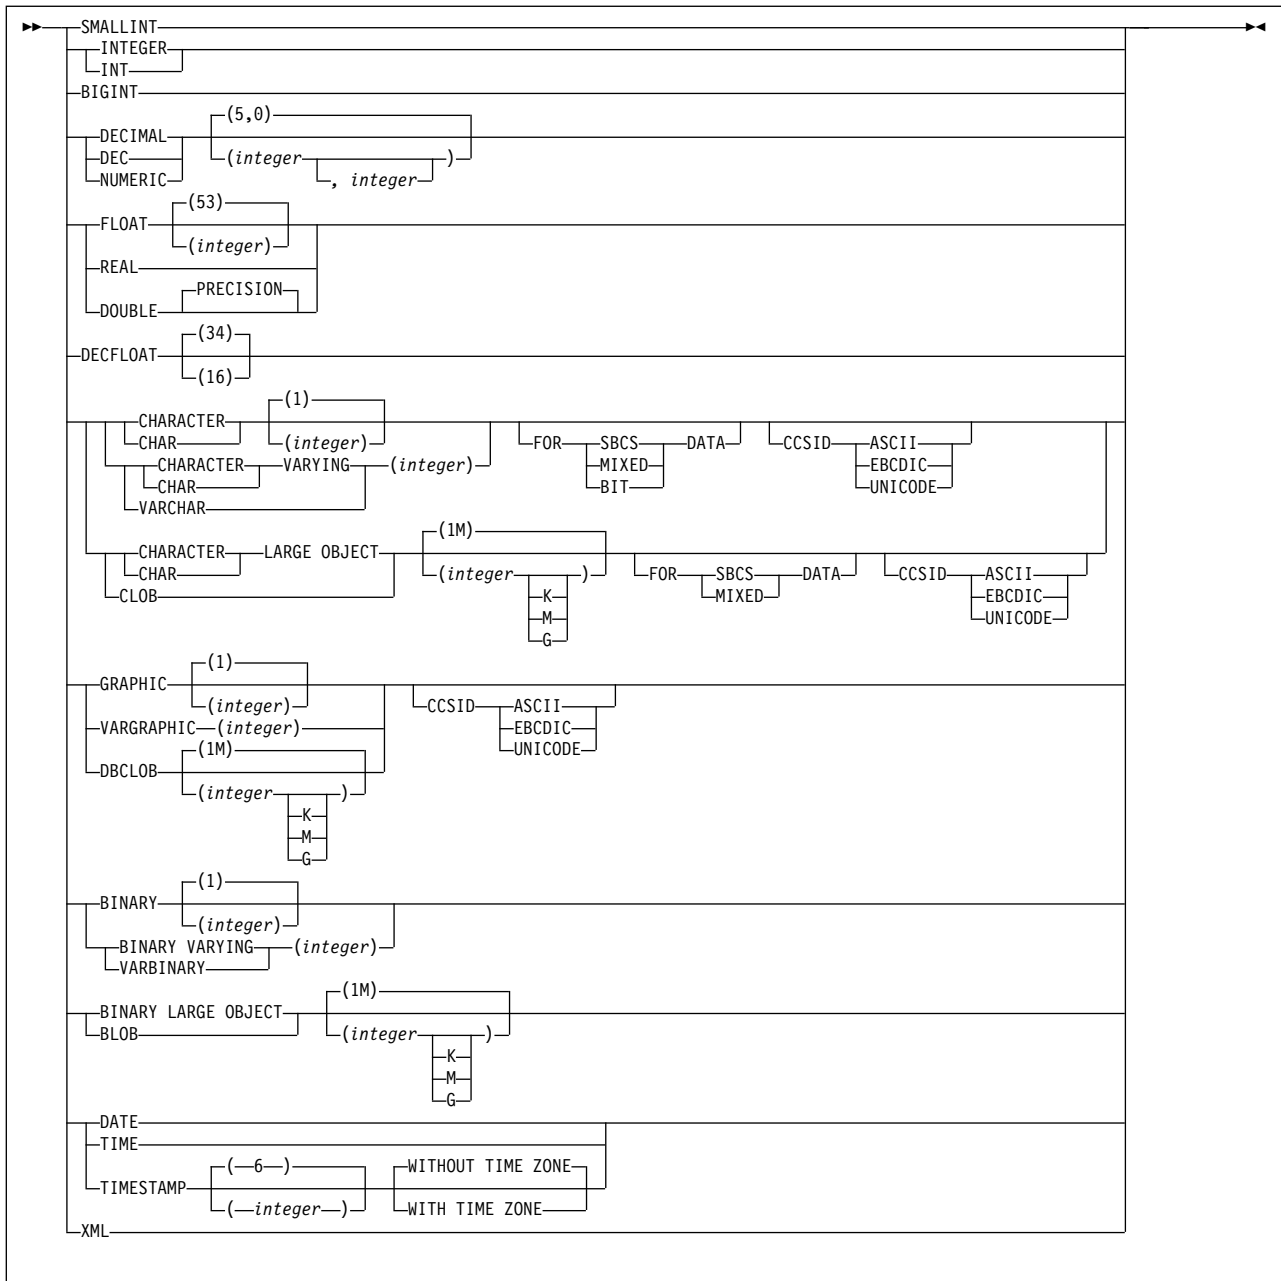 SMALLINT
INTEGER
INT
BIGINT
(5,0)
DECIMAL
DEC (integer )
NUMERIC , integer
(53)
FLOAT
(integer)
REAL
PRECISION
DOUBLE
(34)
DECFLOAT
(16)
(1)
CHARACTER
CHAR (integer) FOR SBCS DATA CCSID ASCII
CHARACTER VARYING (integer) MIXED EBCDIC
CHAR BIT UNICODE
VARCHAR
(1M)
CHARACTER LARGE OBJECT
CHAR (integer ) FOR SBCS DATA CCSID ASCII
CLOB K MIXED EBCDIC
M UNICODE
G
(1)
GRAPHIC
(integer) CCSID ASCII
VARGRAPHIC (integer) EBCDIC
(1M) UNICODE
DBCLOB
(integer )
K
M
G
(1)
BINARY
(integer)
BINARY VARYING (integer)
VARBINARY
(1M)
BINARY LARGE OBJECT
BLOB (integer )
K
M
G
DATE
TIME
( 6 ) WITHOUT TIME ZONE
TIMESTAMP
( integer ) WITH TIME ZONE
XML